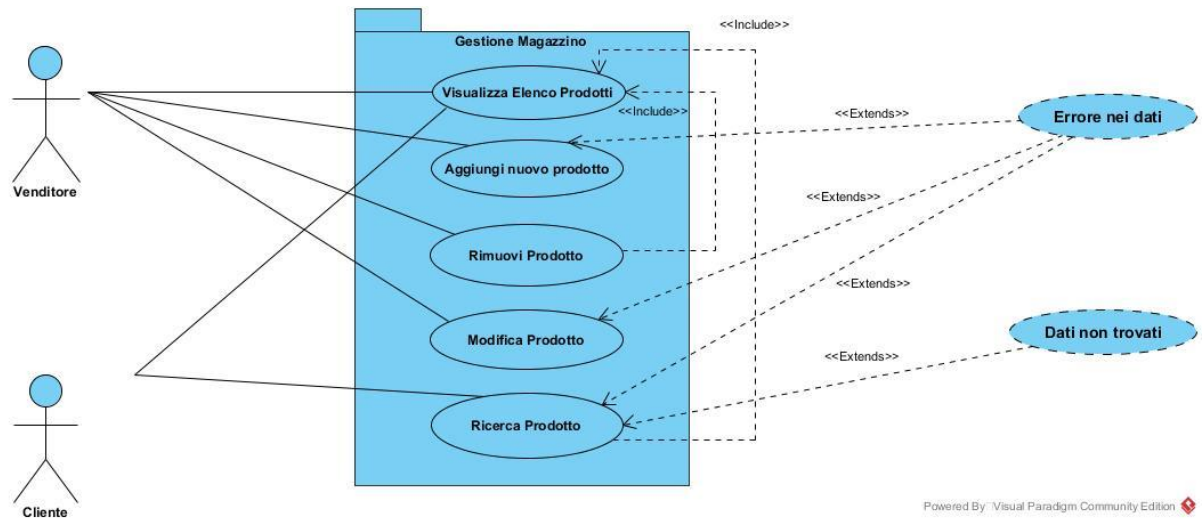 <<Include>>
Gestione Magazzino
Visualizza Elenco Prodotti
<<Include>>
<<Extends>>
Errore nei dati
Aggiungi nuovo prodotto
Venditore
<<Extends>>
Rimuovi Prodotto
<<Extends>>
Modifica Prodotto
Dati non trovati
<<Extends>>
Ricerca Prodotto
Cliente
Powered By Visual Paradigm Community Edition